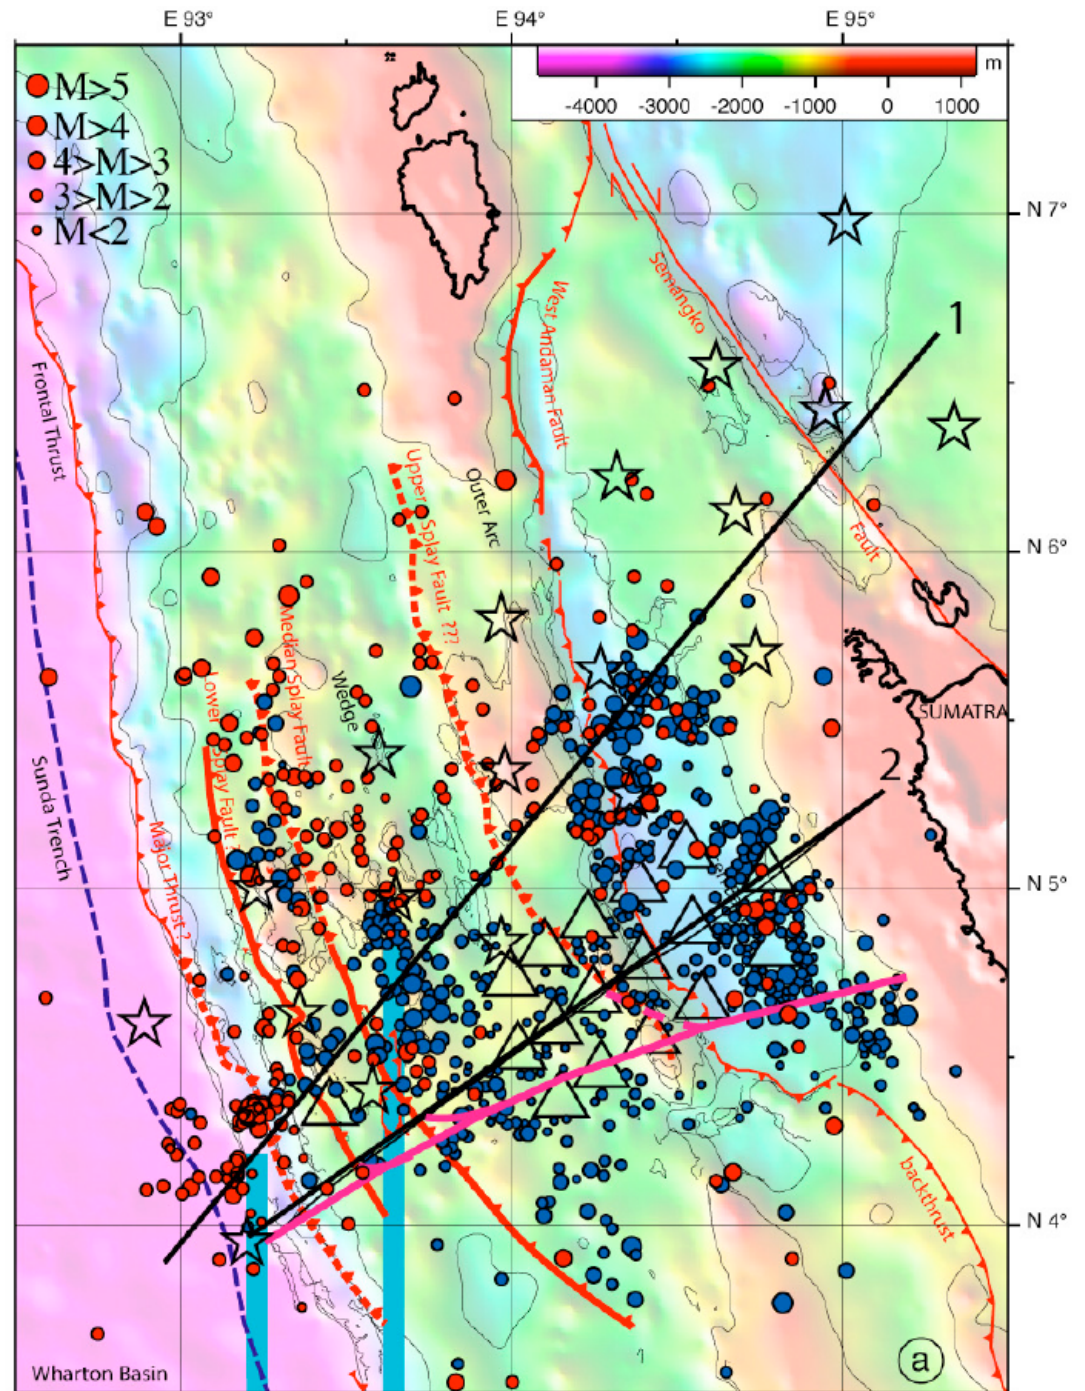 E 93° E 94° E 95°
m
-4000 -3000 -2000 -1000 0 1000
M>5
M>4
4>M>3
3>M>2
M<2
N 7°
Semangko
1
West Andaman Fault
Frontal Thrust
Upper Splay Fault ???
Outer Arc
Fault
N 6°
Median Splay Fault
Wedge
Lower Splay Fault ?
SUMATRA
2
Sunda Trench
Major Thrust ?
N 5°
backthrust
N 4°
Wharton Basin
a